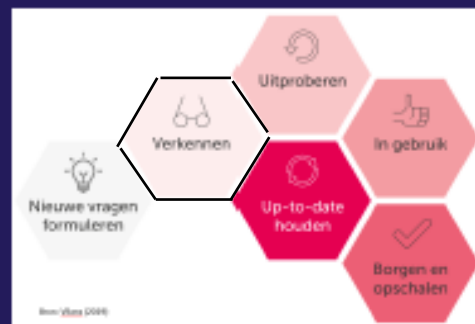 Uitproberen
Verkennen
In gebruik
Nieuwe vragen
formuleren
Up-to-date
houden
Borgen en
opschalen